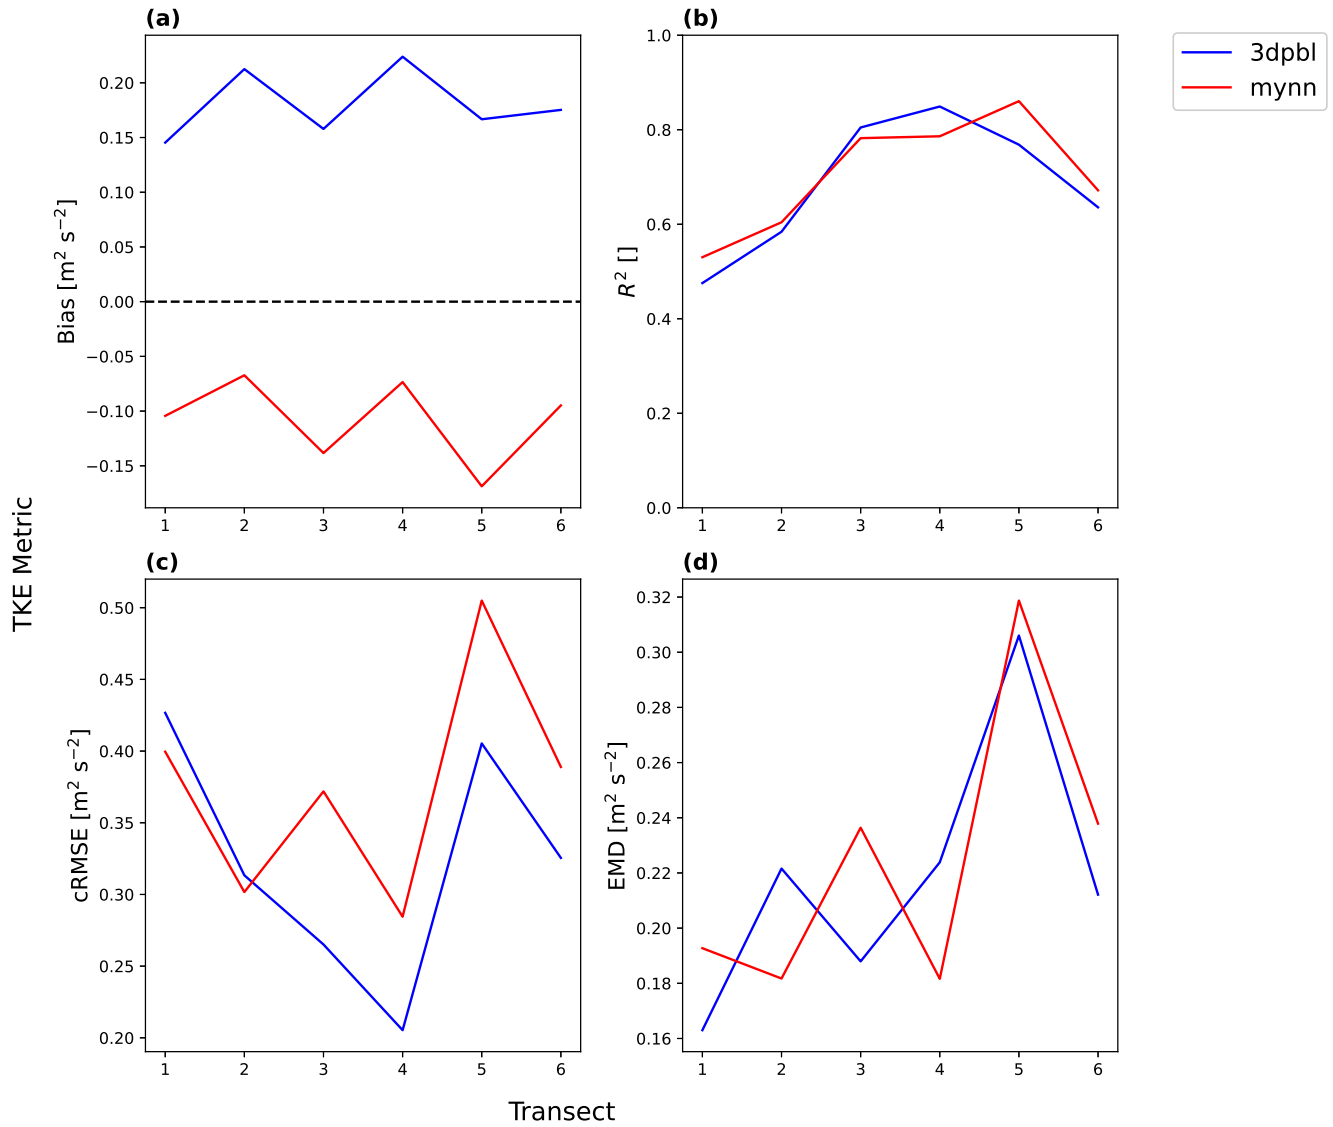 (a)
0.20
0.15
0.10
0.05
0.00
−0.05
−0.10
−0.15
Bias [m² s⁻²]
1 2 3 4 5 6
(b)
1.0
0.8
0.6
0.4
0.2
0.0
R² []
1 2 3 4 5 6
3dpbl
mynn
TKE Metric
(c)
0.50
0.45
0.40
0.35
0.30
0.25
0.20
cRMSE [m² s⁻²]
1 2 3 4 5 6
(d)
0.32
0.30
0.28
0.26
0.24
0.22
0.20
0.18
0.16
EMD [m² s⁻²]
1 2 3 4 5 6
Transect